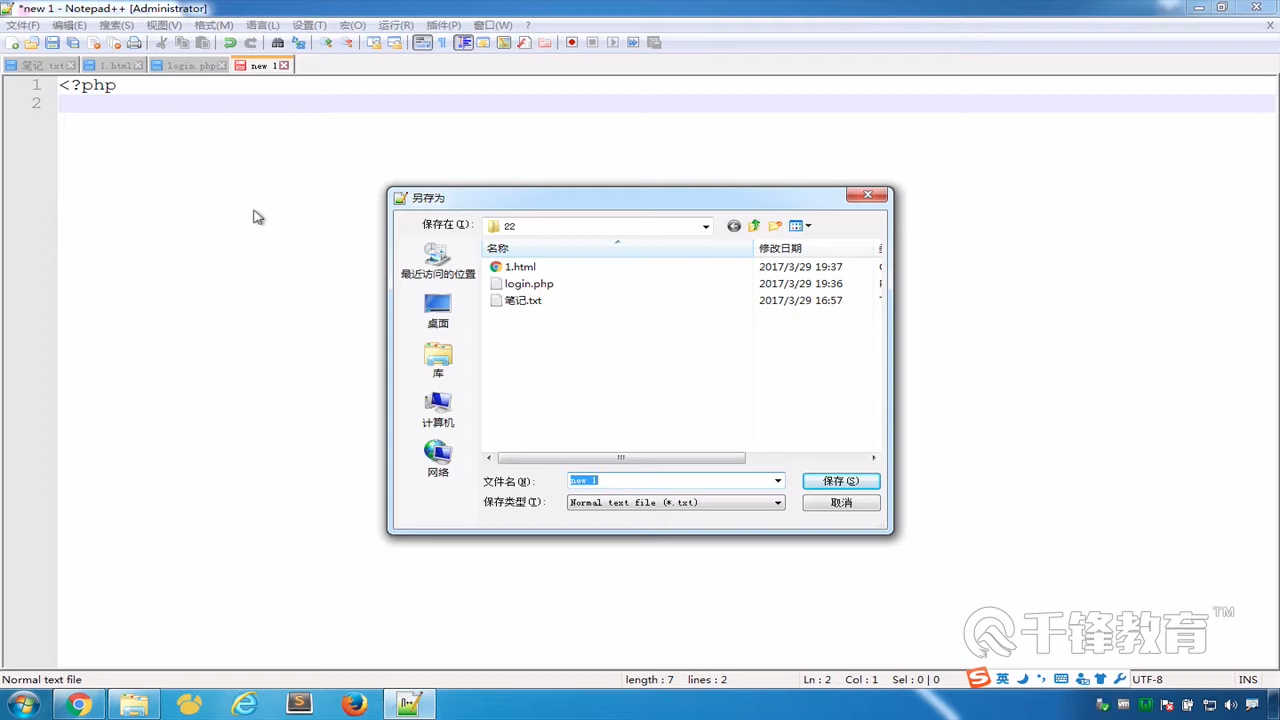 *new 1 - Notepad++ [Administrator]
文件(F) 编辑(E) 搜索(S) 视图(V) 格式(M) 语言(L) 设置(T) 宏(O) 运行(R) 插件(P) 窗口(W) ?
X
笔记.txt 1.html login.php new 1
1 <?php
2
另存为
保存在(I): 22
名称 修改日期
最近访问的位置
1.html 2017/3/29 19:37
login.php 2017/3/29 19:36
笔记.txt 2017/3/29 16:57
桌面
库
计算机
网络
文件名(N): new 1 保存(S)
保存类型(T): Normal text file (*.txt) 取消
千锋教育™
Normal text file length : 7 lines : 2 Ln : 2 Col : 1 Sel : 0 | 0 英 UTF-8 INS